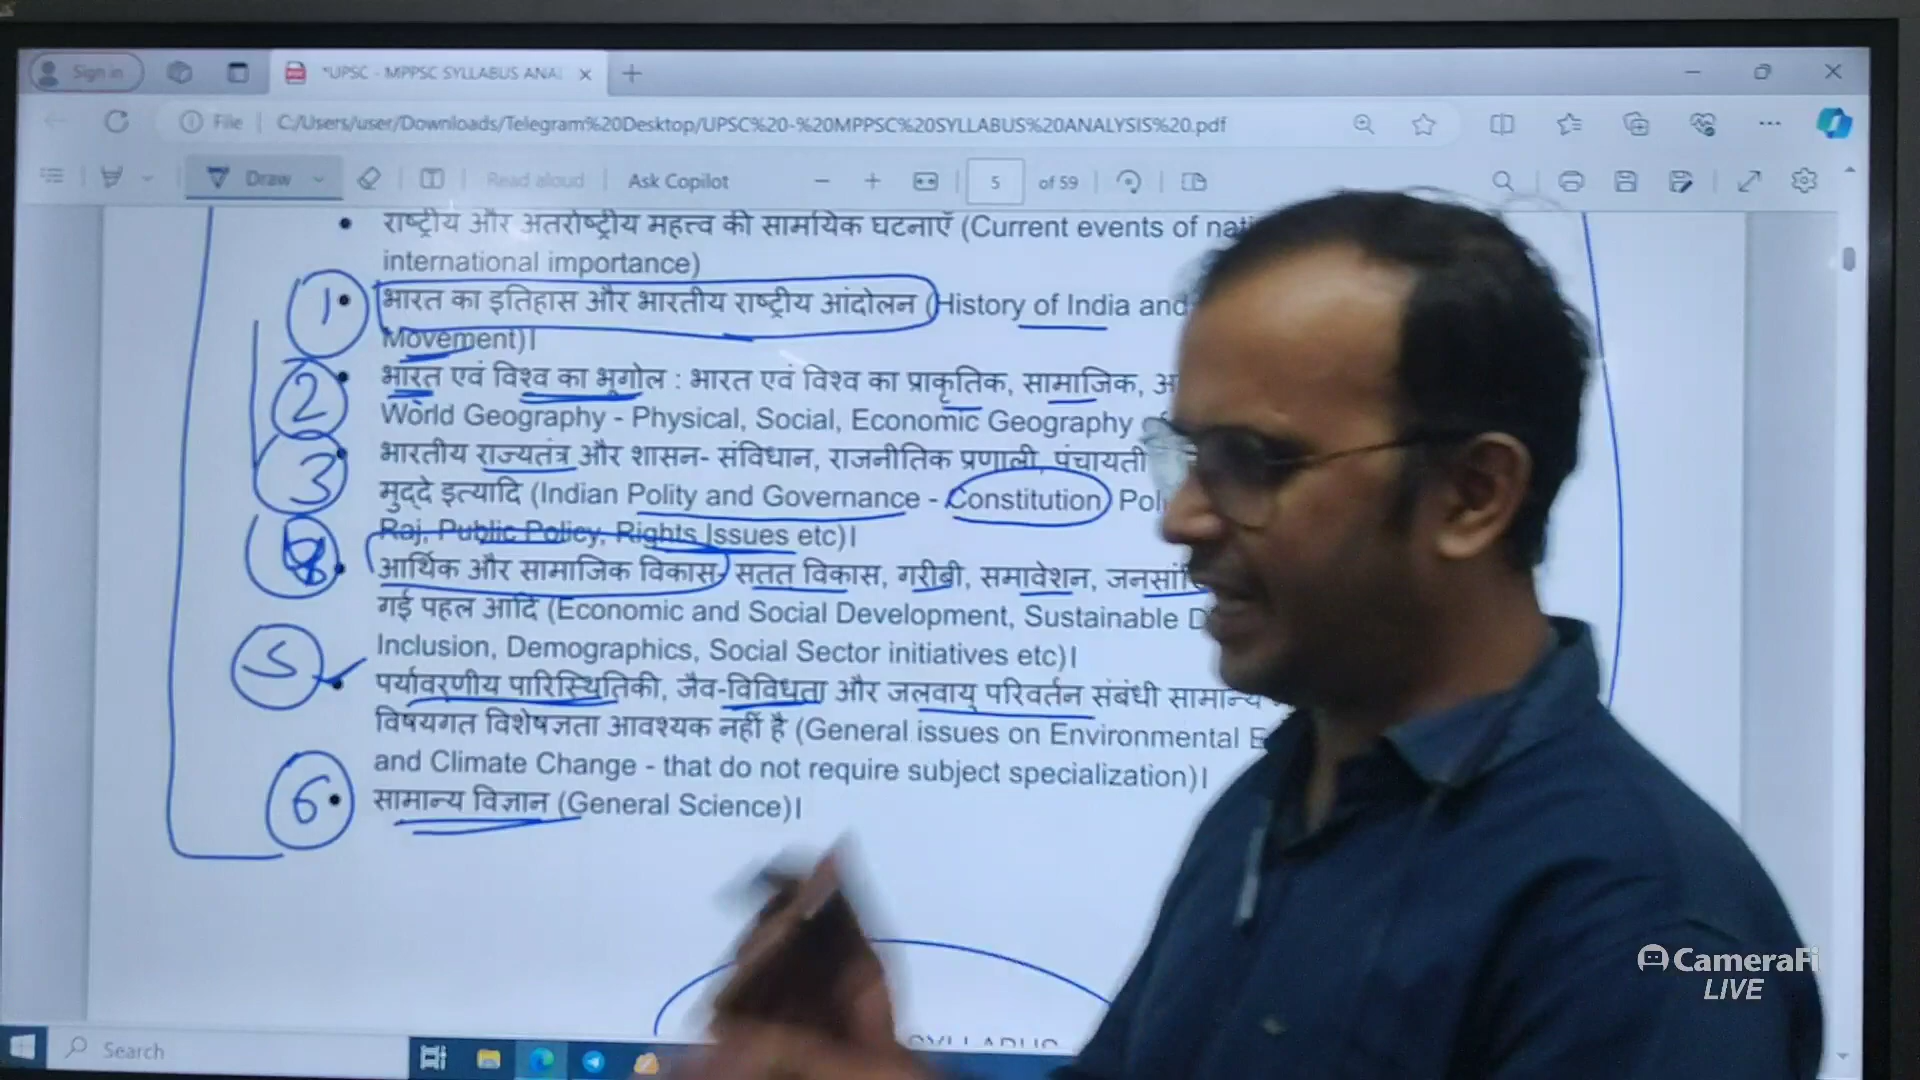 Sign in
*UPSC - MPPSC SYLLABUS ANA
File
C:/Users/user/Downloads/Telegram%20Desktop/UPSC%20-%20MPPSC%20SYLLABUS%20ANALYSIS%20.pdf
Draw
Read aloud
Ask Copilot
5 of 59
राष्ट्रीय और अंतरोष्ट्रीय महत्त्व की सामयिक घटनाएँ (Current events of nati
international importance)
1
भारत का इतिहास और भारतीय राष्ट्रीय आंदोलन (History of India and
Movement)।
2
भारत एवं विश्व का भूगोल : भारत एवं विश्व का प्राकृतिक, सामाजिक,
World Geography - Physical, Social, Economic Geography
3
भारतीय राज्यतंत्र और शासन- संविधान, राजनीतिक प्रणाली, पंचायती
मुद्दे इत्यादि (Indian Polity and Governance - Constitution Pol
Raj, Public Policy, Rights Issues etc)।
आर्थिक और सामाजिक विकास- सतत विकास, गरीबी, समावेशन,
गई पहल आदि (Economic and Social Development, Sustainable D
Inclusion, Demographics, Social Sector initiatives etc)।
5
पर्यावरणीय पारिस्थितिकी, जैव-विविधता और जलवायु परिवर्तन संबंधी सामान्य
विषयगत विशेषज्ञता आवश्यक नहीं है (General issues on Environmental E
and Climate Change - that do not require subject specialization)।
6
सामान्य विज्ञान (General Science)।
CameraFi
LIVE
Search